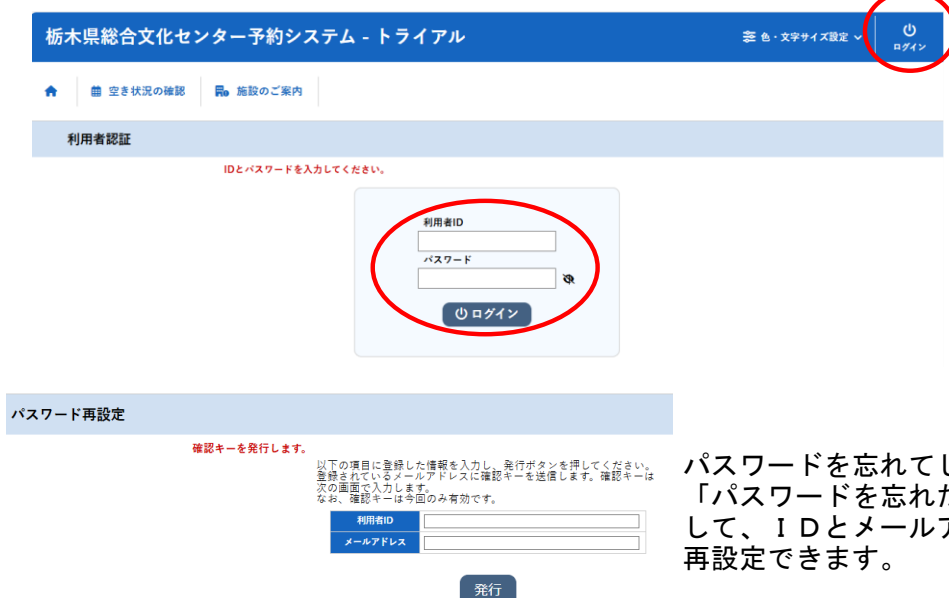 栃木県総合文化センター予約システム - トライアル
色・文字サイズ設定
ログイン
空き状況の確認
施設のご案内
利用者認証
IDとパスワードを入力してください。
利用者ID
パスワード
ログイン
パスワード再設定
確認キーを発行します。
以下の項目に登録した情報を入力し、発行ボタンを押してください。
登録されているメールアドレスに確認キーを送信します。確認キーは
次の画面で入力します。
なお、確認キーは今回のみ有効です。
利用者ID
メールアドレス
発行
パスワードを忘れてし
「パスワードを忘れた
して、ＩＤとメールア
再設定できます。